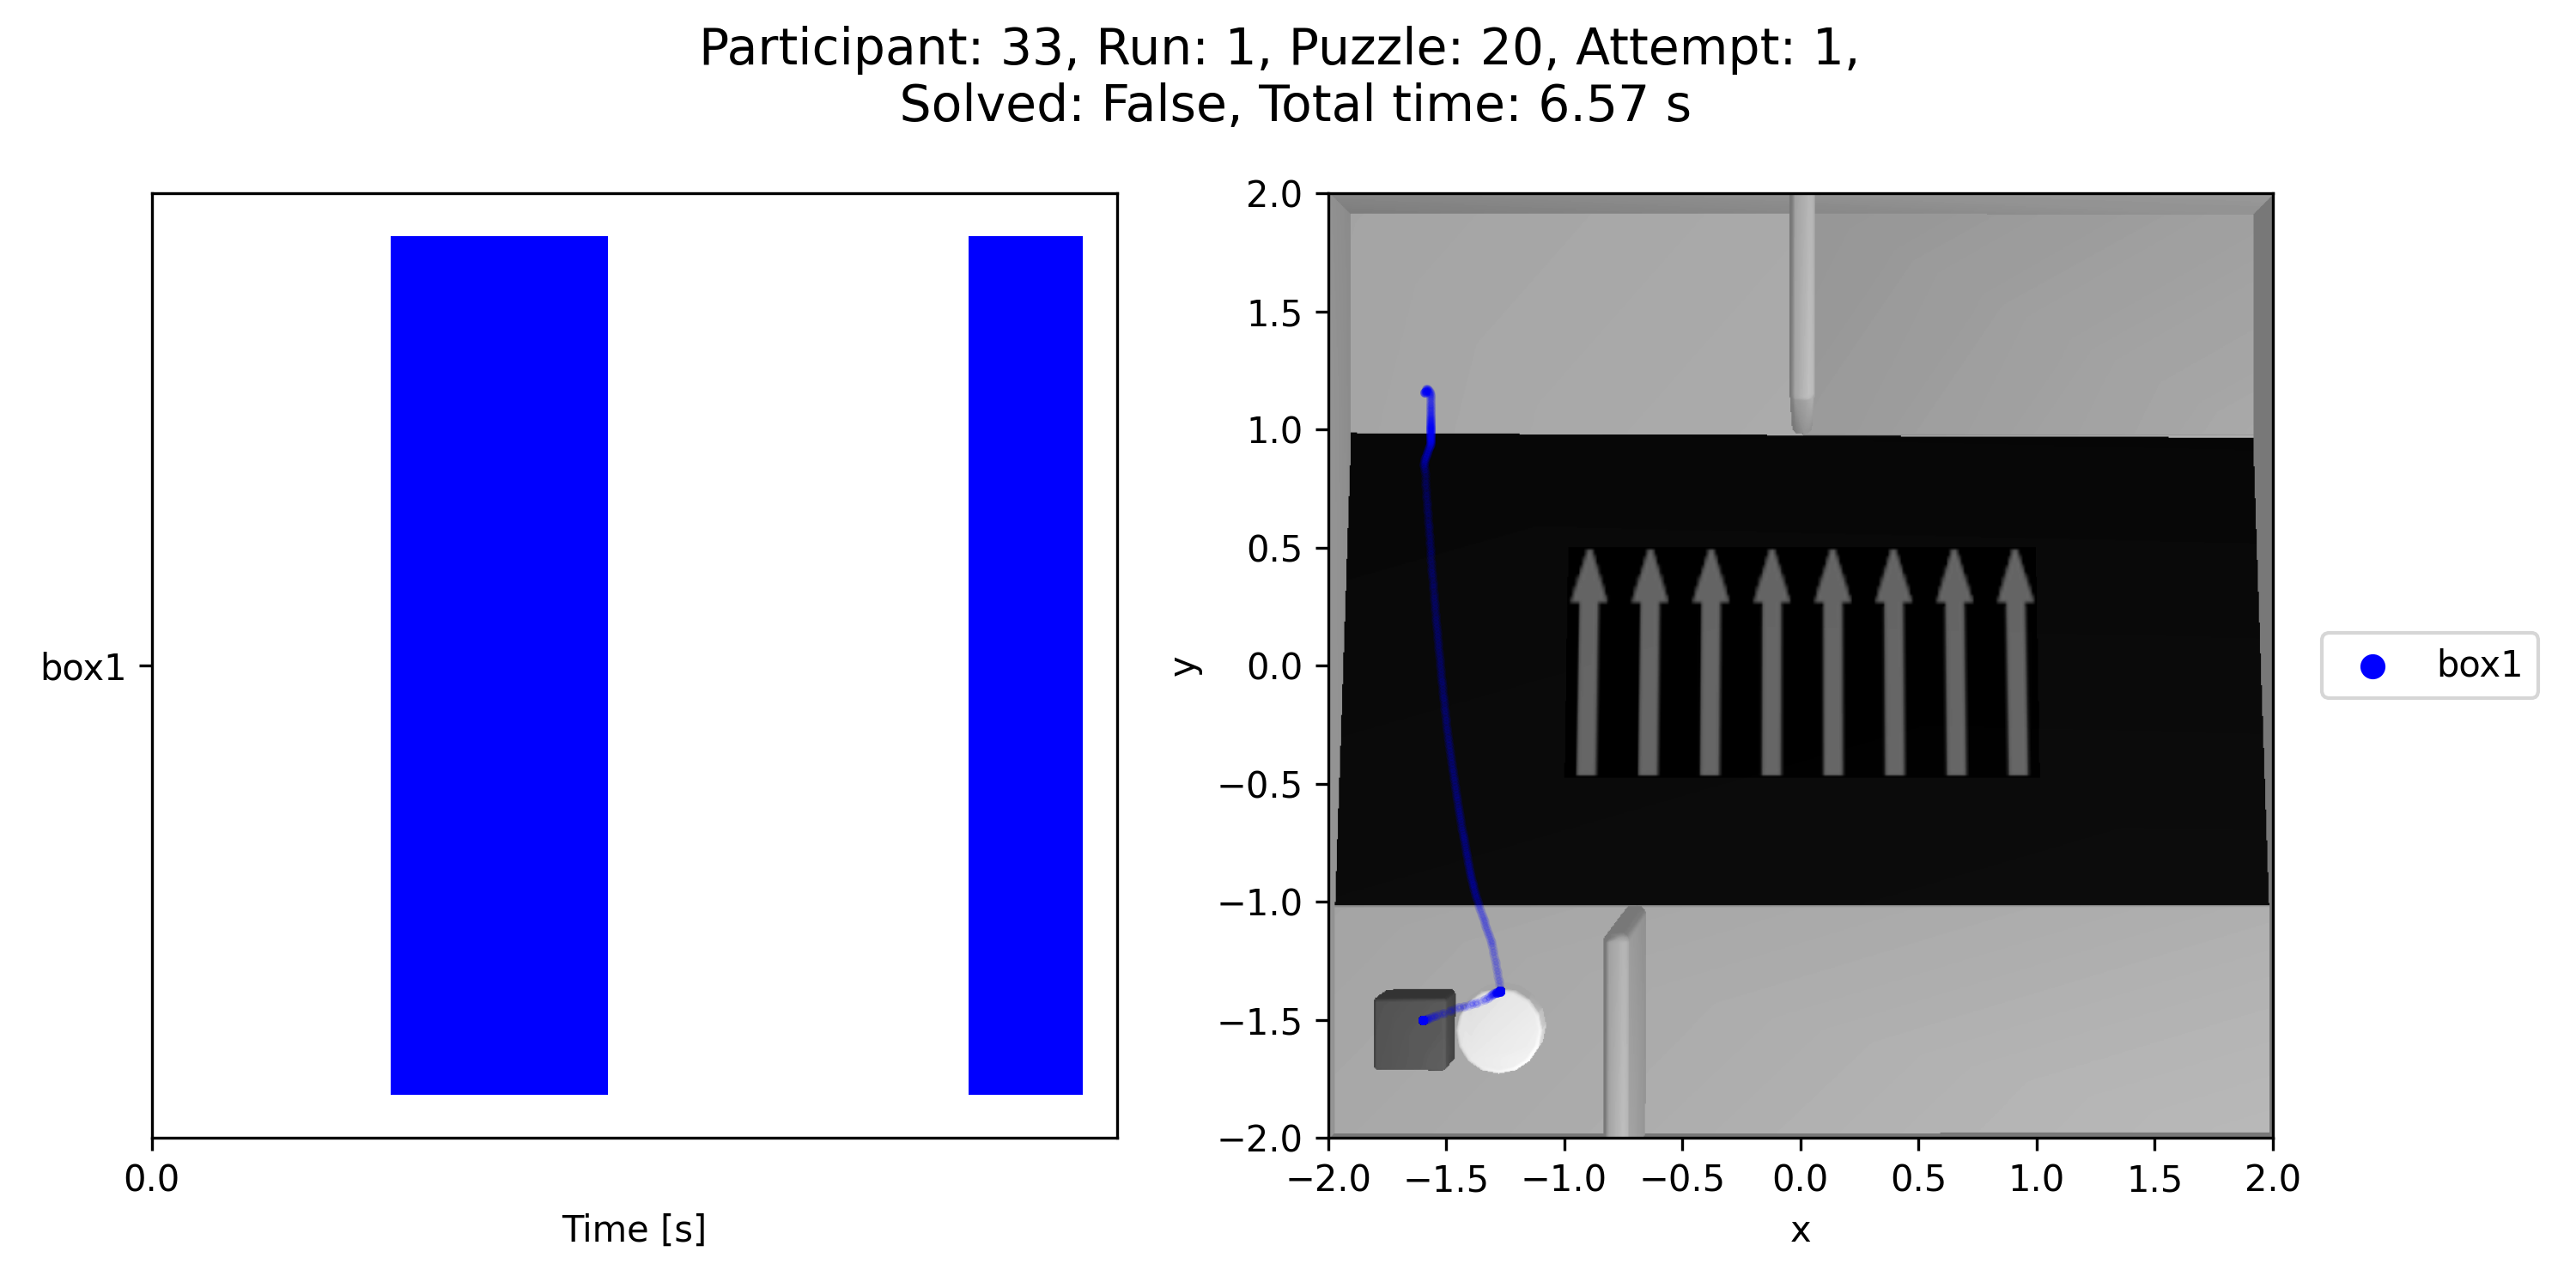 Participant: 33, Run: 1, Puzzle: 20, Attempt: 1,
Solved: False, Total time: 6.57 s
box1
0.0
Time [s]
2.0
1.5
1.0
0.5
0.0
−0.5
−1.0
−1.5
−2.0
y
−2.0 −1.5 −1.0 −0.5 0.0 0.5 1.0 1.5 2.0
x
box1